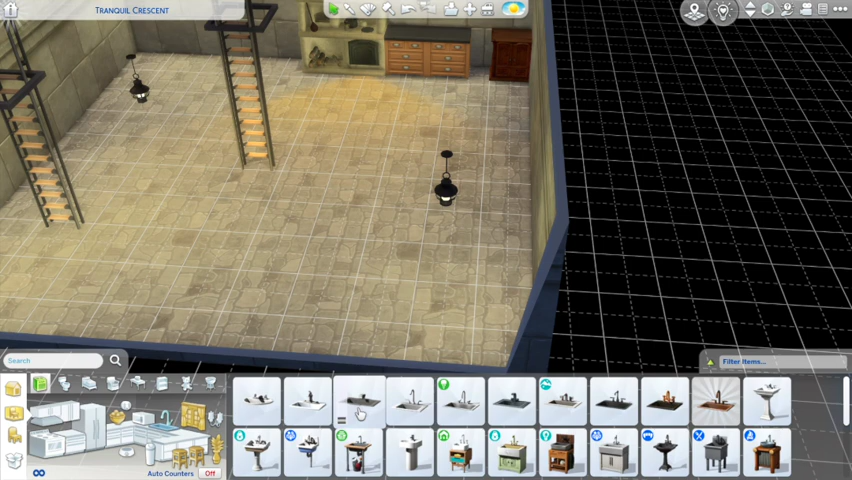 TRANQUIL CRESCENT
Search
Filter Items...
Auto Counters
Off